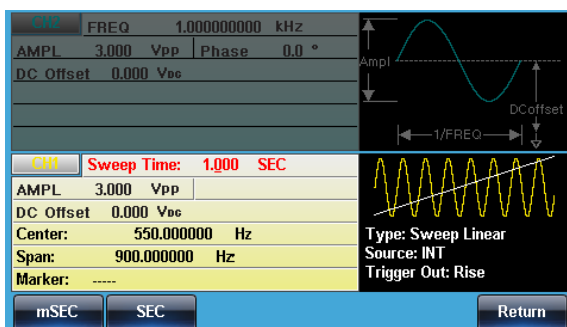 CH2 FREQ 1.000000000 kHz
AMPL 3.000 VPP Phase 0.0 °
DC Offset 0.000 VDC
Ampl
DCoffset
1/FREQ
CH1 Sweep Time: 1.000 SEC
AMPL 3.000 VPP
DC Offset 0.000 VDC
Center: 550.000000 Hz
Span: 900.000000 Hz
Marker: -----
Type: Sweep Linear
Source: INT
Trigger Out: Rise
mSEC SEC Return